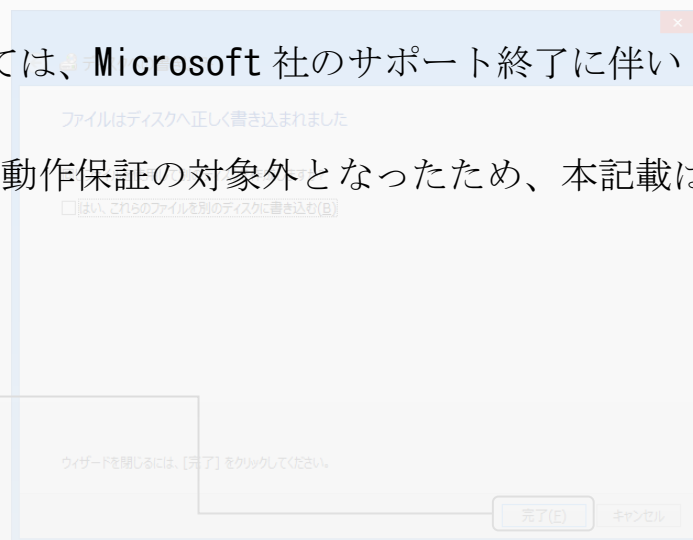 ては、Microsoft 社のサポート終了に伴い
ファイルはディスクへ正しく書き込まれました
動作保証の対象外となったため、本記載は
はい、これらのファイルを別のディスクに書き込む(B)
ウィザードを閉じるには、[完了] をクリックしてください。
完了(F) キャンセル